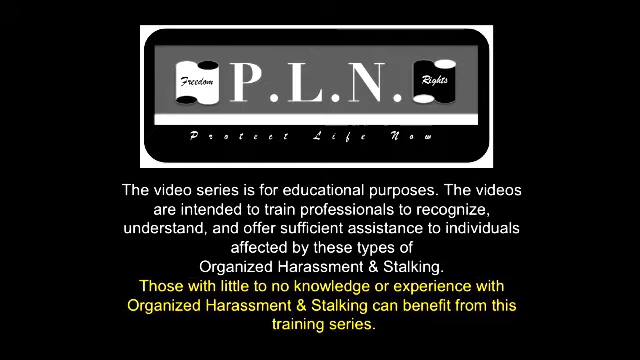 Freedom
P.L.N.
Rights
Protect Life Now
The video series is for educational purposes. The videos
are intended to train professionals to recognize,
understand, and offer sufficient assistance to individuals
affected by these types of
Organized Harassment & Stalking.
Those with little to no knowledge or experience with
Organized Harassment & Stalking can benefit from this
training series.